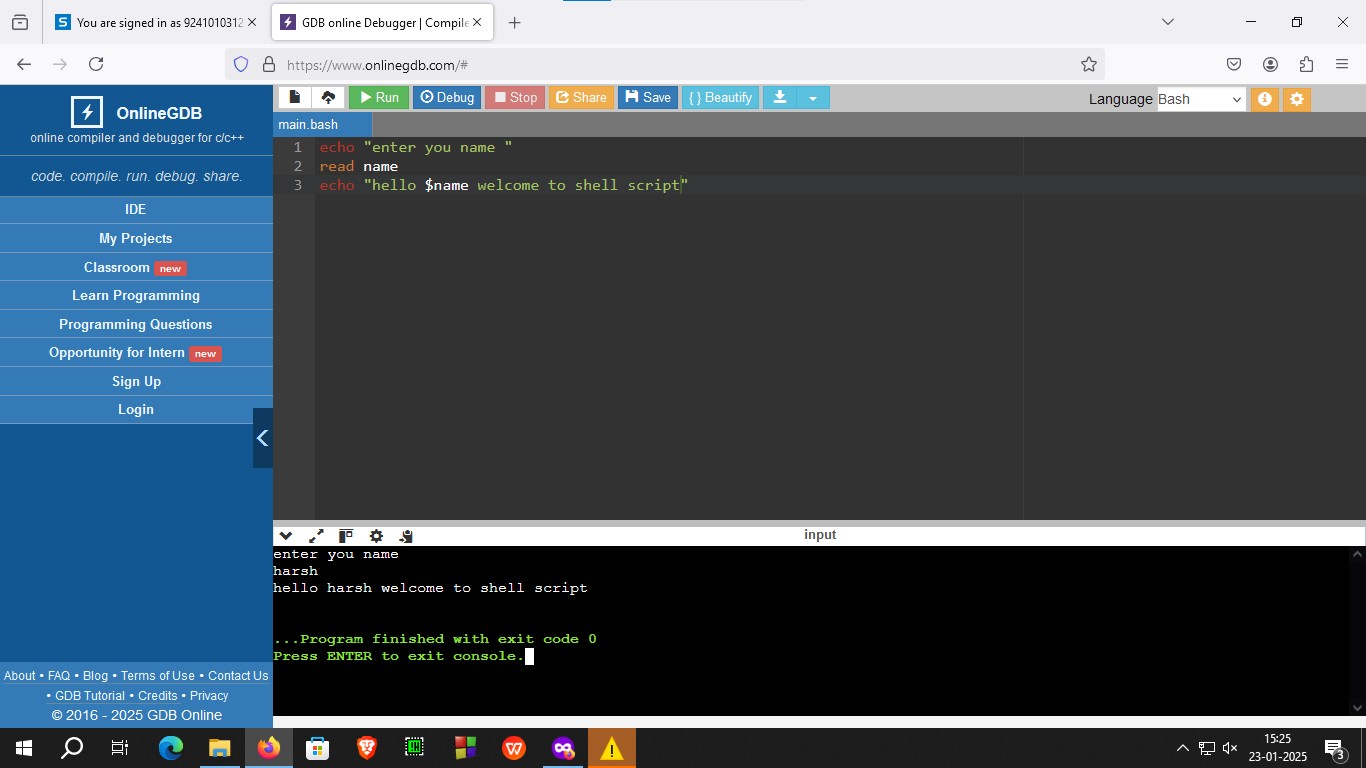 You are signed in as 9241010312
GDB online Debugger | Compile
https://www.onlinegdb.com/#
OnlineGDB
online compiler and debugger for c/c++
code. compile. run. debug. share.
IDE
My Projects
Classroom new
Learn Programming
Programming Questions
Opportunity for Intern new
Sign Up
Login
About • FAQ • Blog • Terms of Use • Contact Us
• GDB Tutorial • Credits • Privacy
© 2016 - 2025 GDB Online
Run Debug Stop Share Save { } Beautify
Language Bash
main.bash
1 echo "enter you name "
2 read name
3 echo "hello $name welcome to shell script"
input
enter you name
harsh
hello harsh welcome to shell script
...Program finished with exit code 0
Press ENTER to exit console.
15:25
23-01-2025
3